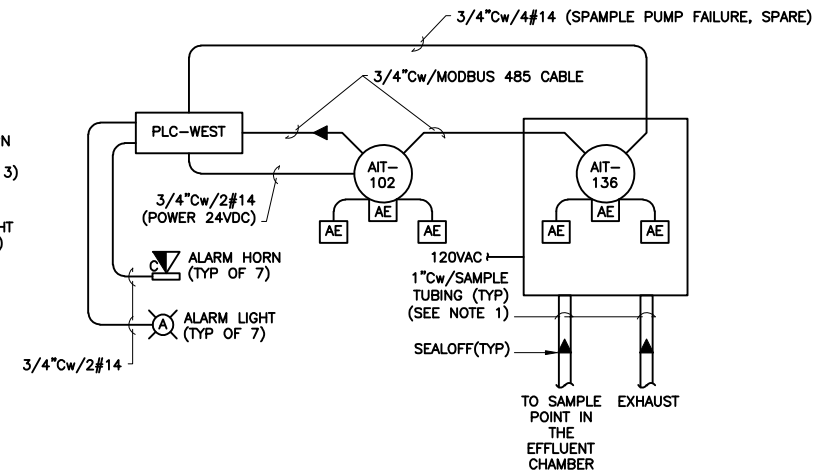 3/4"Cw/4#14 (SPAMPLE PUMP FAILURE, SPARE)
3/4"Cw/MODBUS 485 CABLE
N
3)
HT
)
PLC-WEST
AIT-
102
AIT-
136
3/4"Cw/2#14
(POWER 24VDC)
AE
AE
AE
AE
AE
AE
120VAC
1"Cw/SAMPLE
TUBING (TYP)
(SEE NOTE 1)
C
ALARM HORN
(TYP OF 7)
A
ALARM LIGHT
(TYP OF 7)
3/4"Cw/2#14
SEALOFF(TYP)
TO SAMPLE
POINT IN
THE
EFFLUENT
CHAMBER
EXHAUST